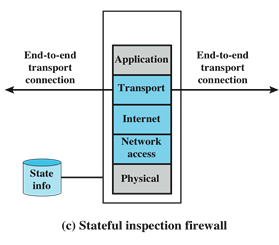 Application
End-to-end
transport
connection
End-to-end
transport
connection
Transport
Internet
Network
access
State
info
Physical
(c) Stateful inspection firewall